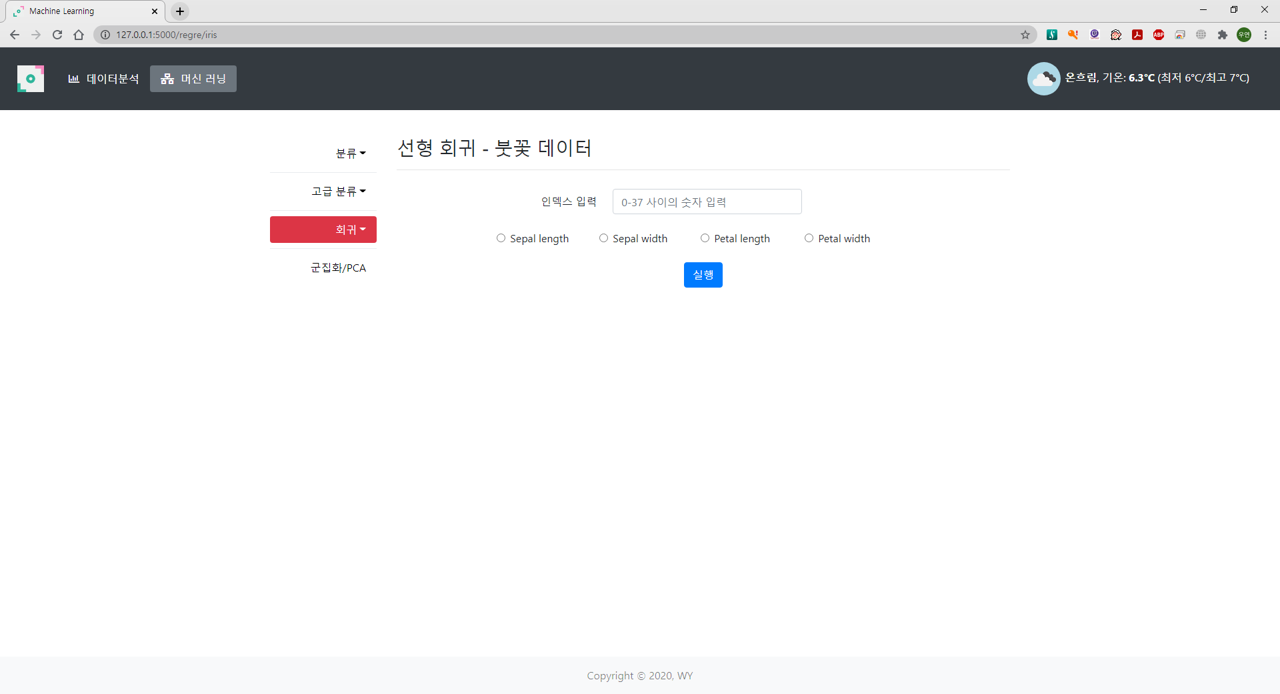 Machine Learning
127.0.0.1:5000/regre/iris
우연
데이터분석
머신 러닝
온흐림, 기온: 6.3°C (최저 6°C/최고 7°C)
분류
고급 분류
회귀
군집화/PCA
선형 회귀 - 붓꽃 데이터
인덱스 입력
0-37 사이의 숫자 입력
Sepal length Sepal width Petal length Petal width
실행
Copyright © 2020, WY